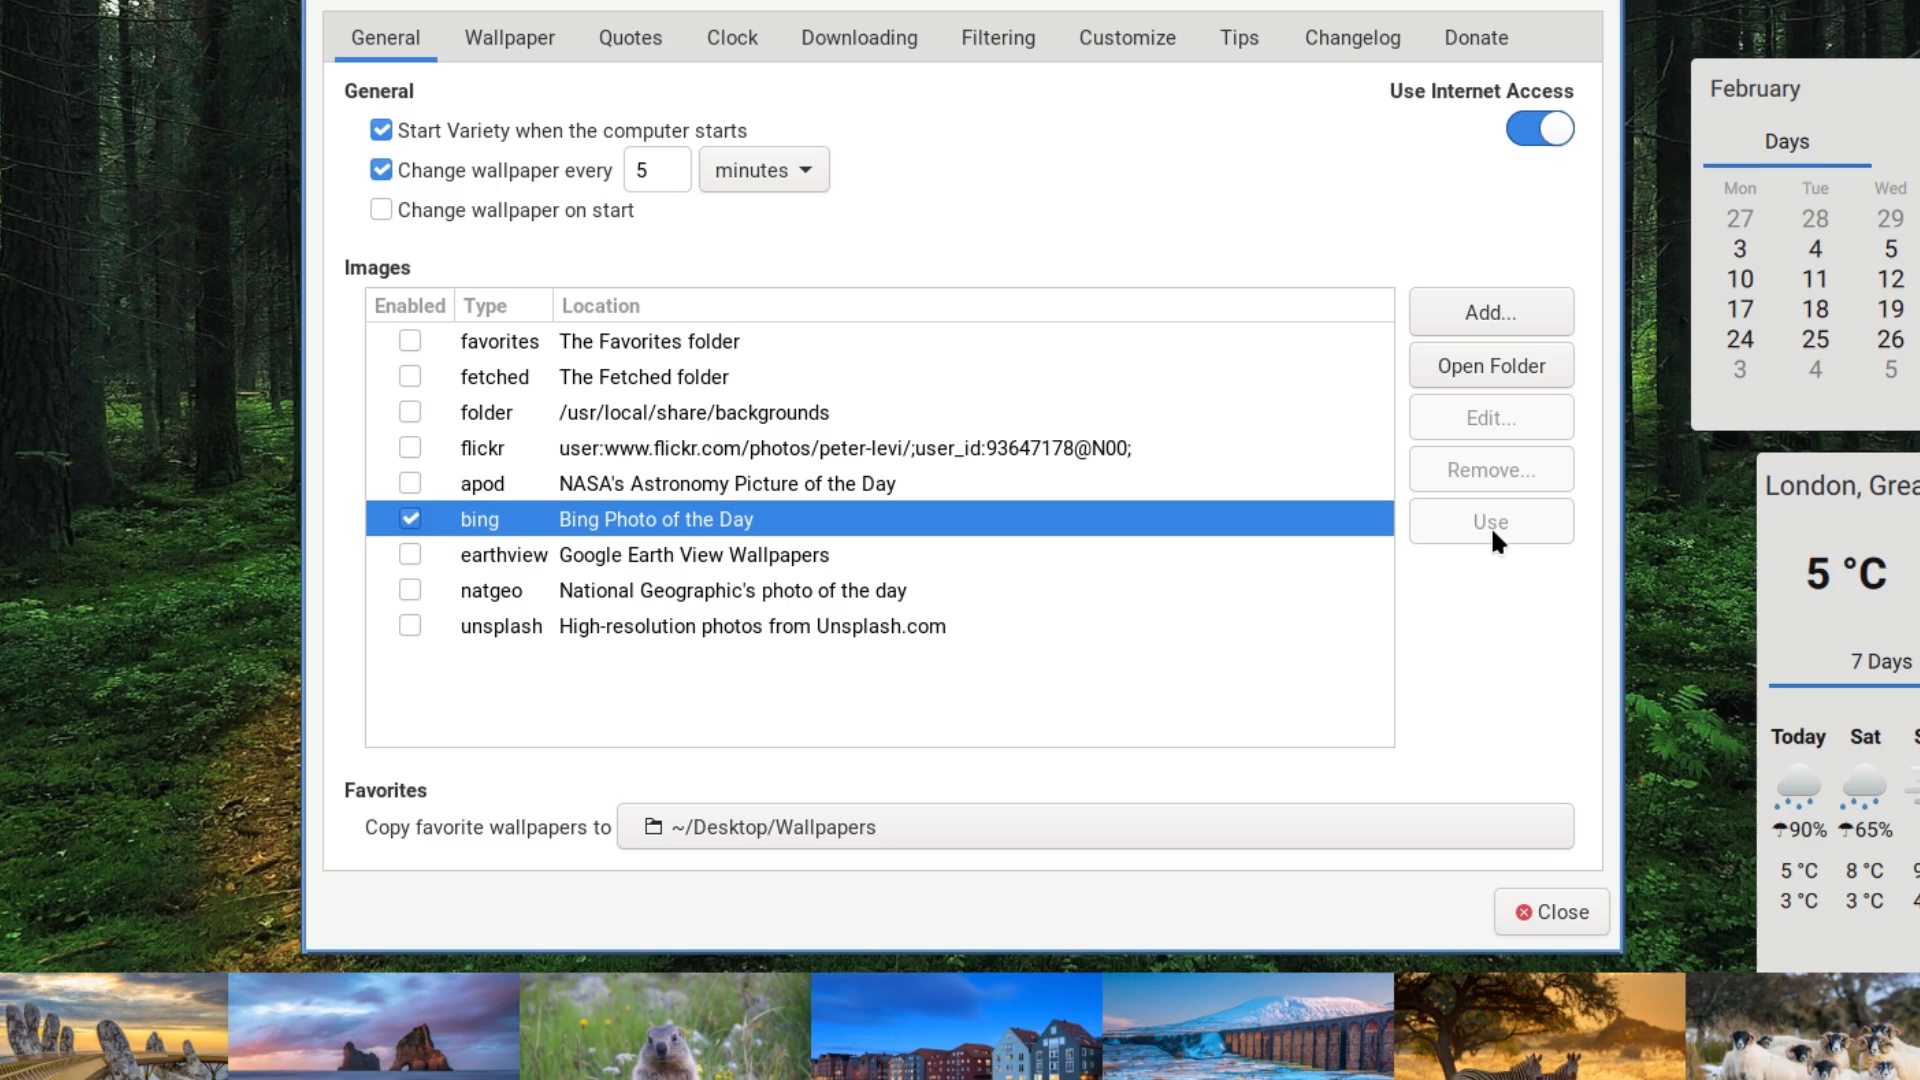 General Wallpaper Quotes Clock Downloading Filtering Customize Tips Changelog Donate
General
Use Internet Access
Start Variety when the computer starts
Change wallpaper every 5 minutes
Change wallpaper on start
Images
Enabled Type Location
favorites The Favorites folder
fetched The Fetched folder
folder /usr/local/share/backgrounds
flickr user:www.flickr.com/photos/peter-levi/;user_id:93647178@N00;
apod NASA's Astronomy Picture of the Day
bing Bing Photo of the Day
earthview Google Earth View Wallpapers
natgeo National Geographic's photo of the day
unsplash High-resolution photos from Unsplash.com
Add...
Open Folder
Edit...
Remove...
Use
Favorites
Copy favorite wallpapers to ~/Desktop/Wallpapers
Close
February
Days
Mon Tue Wed
27 28 29
3 4 5
10 11 12
17 18 19
24 25 26
3 4 5
London, Grea
5 °C
7 Days
Today Sat
90% 65%
5 °C 8 °C
3 °C 3 °C